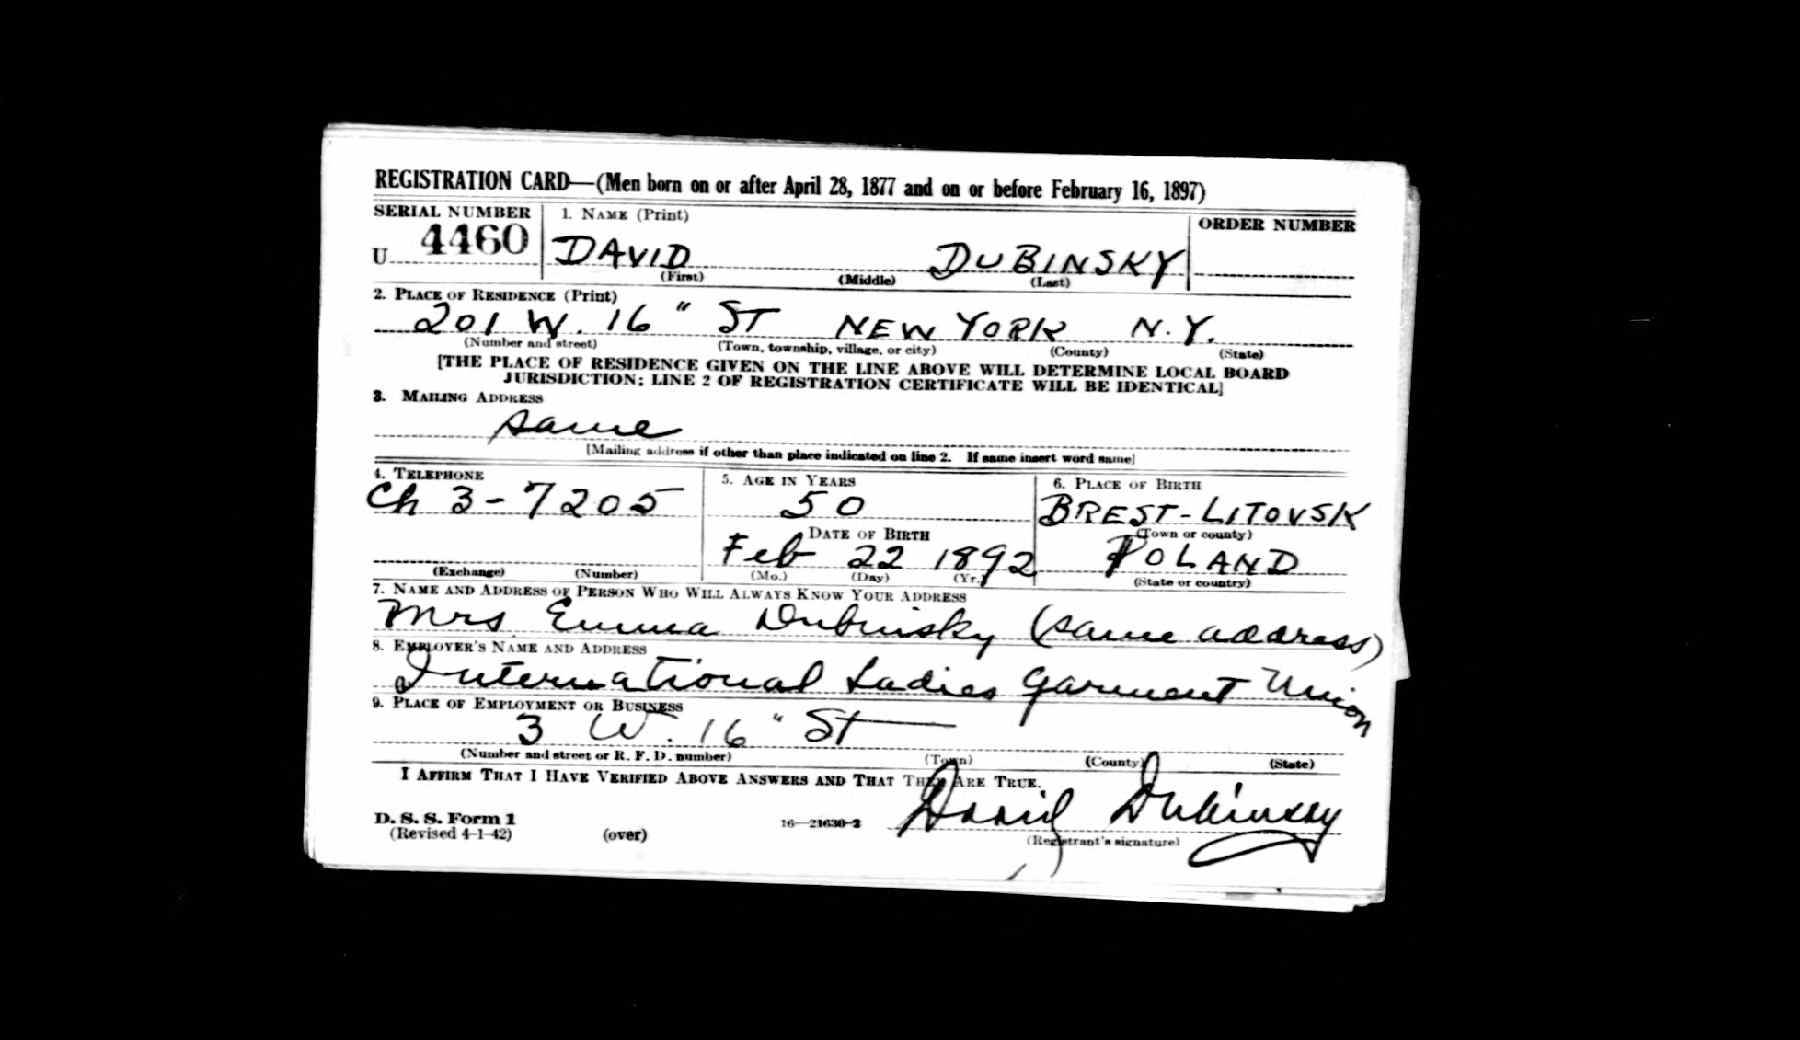 REGISTRATION CARD—(Men born on or after April 28, 1877 and on or before February 16, 1897)
SERIAL NUMBER 1. NAME (Print) ORDER NUMBER
U 4460 DAVID DUBINSKY
(First) (Middle) (Last)
2. PLACE OF RESIDENCE (Print)
201 W. 16" ST NEW YORK N.Y.
(Number and street) (Town, township, village, or city) (County) (State)
[THE PLACE OF RESIDENCE GIVEN ON THE LINE ABOVE WILL DETERMINE LOCAL BOARD
JURISDICTION; LINE 2 OF REGISTRATION CERTIFICATE WILL BE IDENTICAL]
3. MAILING ADDRESS
same
[Mailing address if other than place indicated on line 2. If same insert word same]
4. TELEPHONE 5. AGE IN YEARS 6. PLACE OF BIRTH
Ch 3-7205 50 BREST-LITOVSK
DATE OF BIRTH (Town or county)
Feb 22 1892 POLAND
(Exchange) (Number) (Mo.) (Day) (Yr.) (State or country)
7. NAME AND ADDRESS OF PERSON WHO WILL ALWAYS KNOW YOUR ADDRESS
Mrs Emma Dubinsky (same address)
8. EMPLOYER'S NAME AND ADDRESS
International Ladies Garment Union
9. PLACE OF EMPLOYMENT OR BUSINESS
3 W. 16" St
(Number and street or R. F. D. number) (Town) (County) (State)
I AFFIRM THAT I HAVE VERIFIED ABOVE ANSWERS AND THAT THEY ARE TRUE.
David Dubinsky
D. S. S. Form 1
(Revised 4-1-42) (over) 16—21630-2 (Registrant's signature)